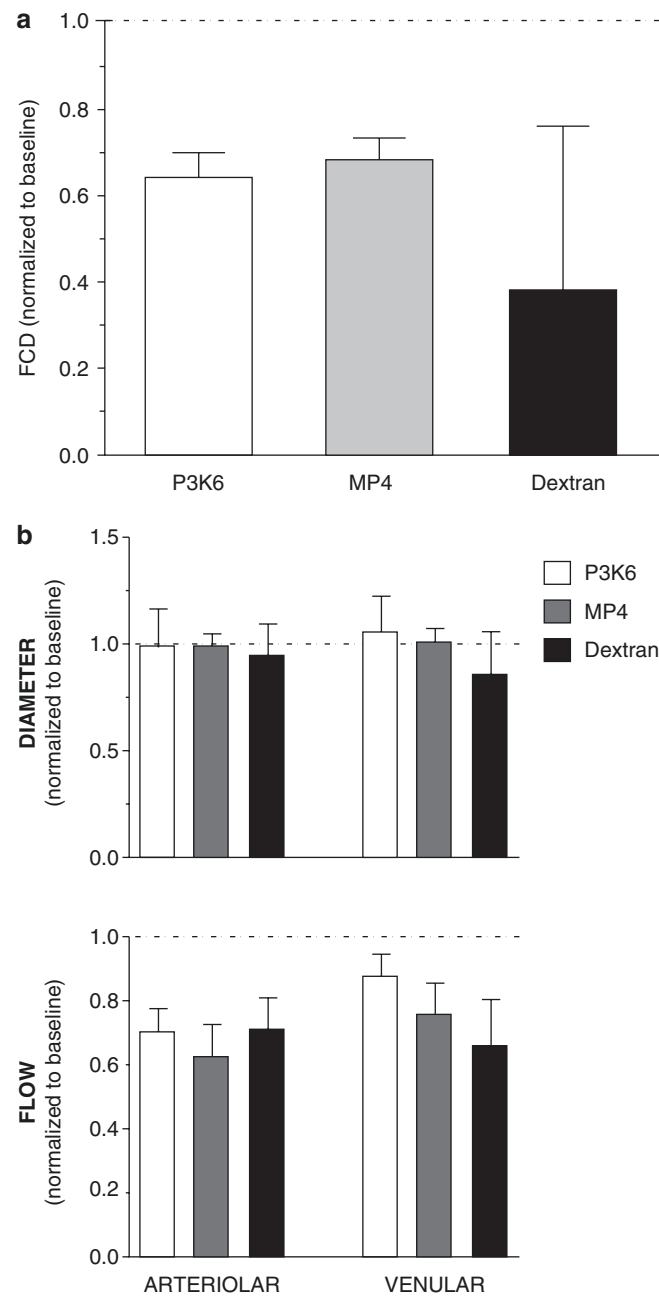 a
FCD (normalized to baseline)
1.0
0.8
0.6
0.4
0.2
0.0
P3K6
MP4
Dextran
b
DIAMETER
(normalized to baseline)
1.5
1.0
0.5
0.0
P3K6
MP4
Dextran
FLOW
(normalized to baseline)
1.0
0.8
0.6
0.4
0.2
0.0
ARTERIOLAR
VENULAR